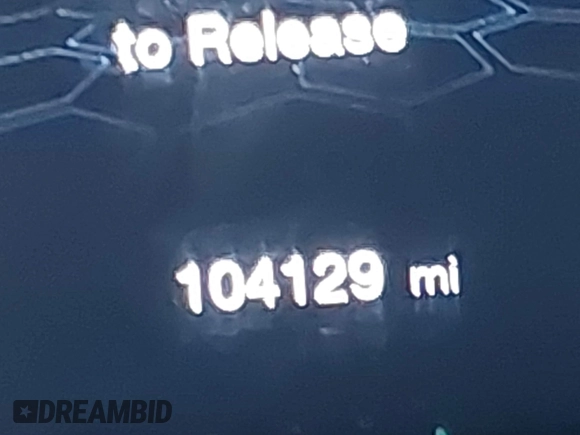 to Release
104129 mi
DREAMBID